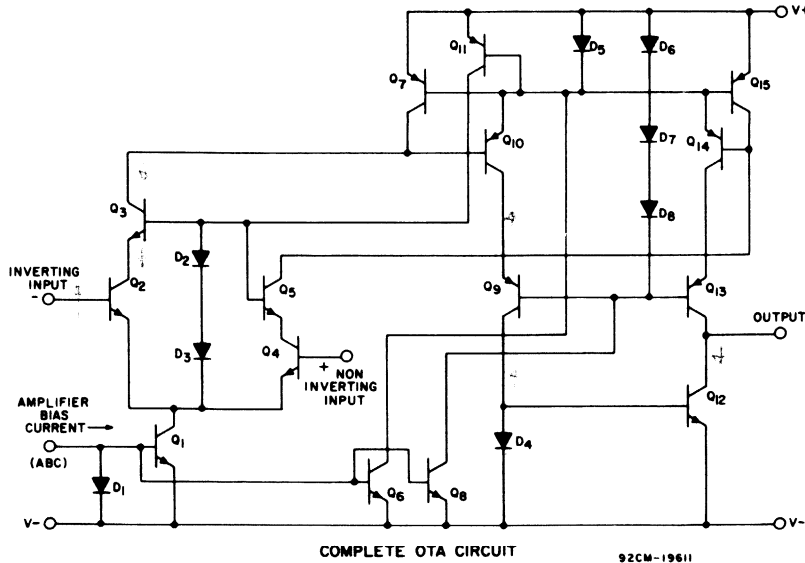 V+
Q11
D5
D6
Q7
Q15
Q10
Q14
D7
Q3
D8
D2
INVERTING
INPUT
-
Q2
Q5
Q9
Q13
OUTPUT
D3
Q4
+
NON
INVERTING
INPUT
AMPLIFIER
BIAS
CURRENT
(ABC)
Q1
Q12
D4
D1
Q6
Q8
V-
V-
COMPLETE OTA CIRCUIT
92CM-19611